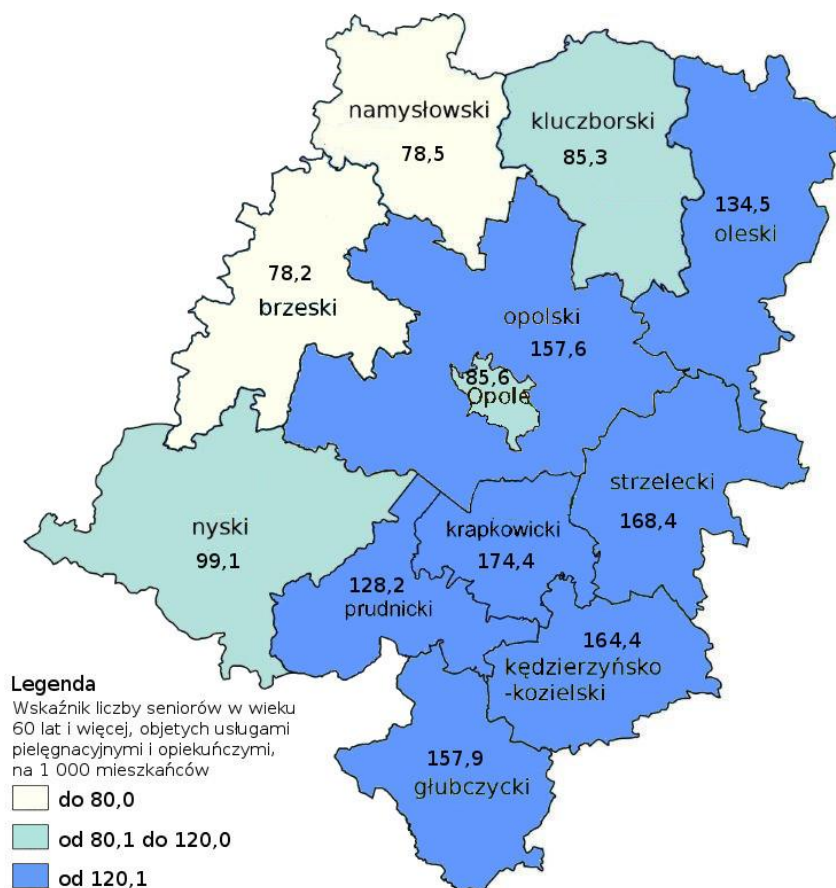 namysłowski
78,5
kluczborski
85,3
134,5
oleski
78,2
brzeski
opolski
157,6
85,6
Opole
strzelecki
168,4
nyski
99,1
krapkowicki
174,4
128,2
prudnicki
164,4
kędzierzyńsko
-kozielski
157,9
głubczycki
Legenda
Wskaźnik liczby seniorów w wieku
60 lat i więcej, objetych usługami
pielęgnacyjnymi i opiekuńczymi,
na 1 000 mieszkańców
do 80,0
od 80,1 do 120,0
od 120,1